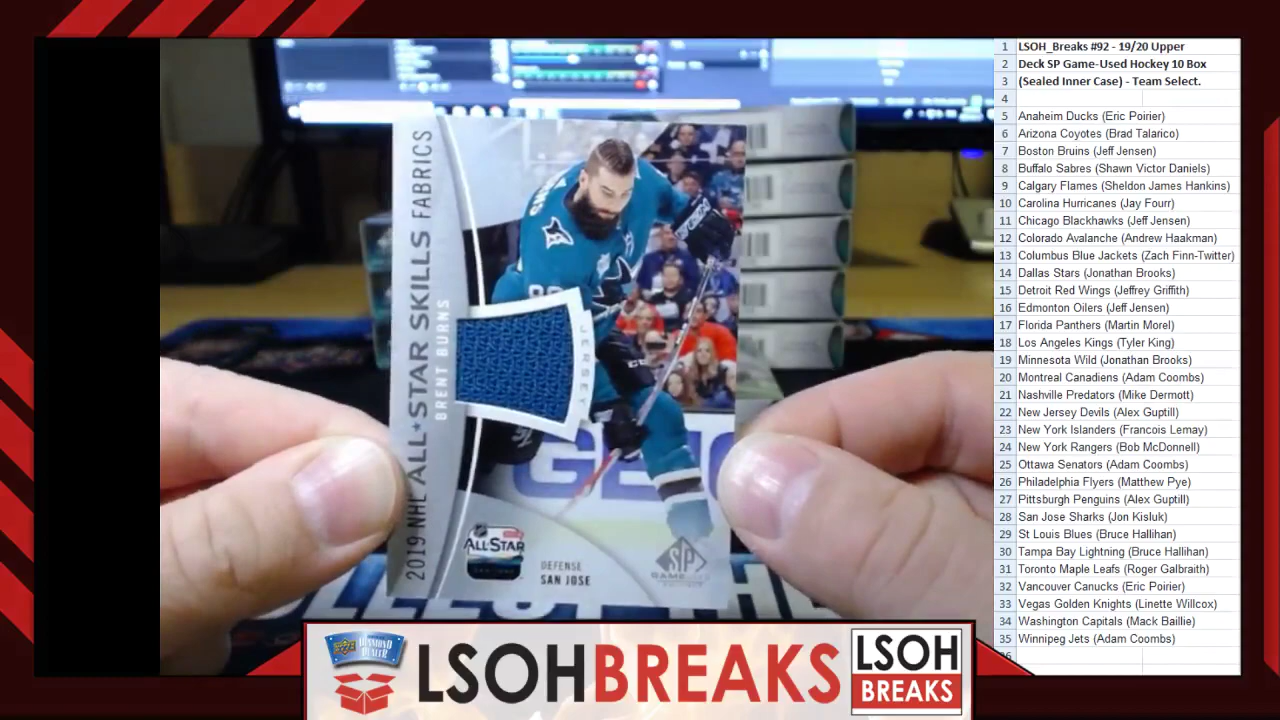 2019 NHL ALL★STAR SKILLS FABRICS
BRENT BURNS
JERSEY
ALL★STAR
DEFENSE
SAN JOSE
SP
GAME USED
GEIC
DIAMOND
DEALER
LSOHBREAKS
LSOH
BREAKS
1 LSOH_Breaks #92 - 19/20 Upper
2 Deck SP Game-Used Hockey 10 Box
3 (Sealed Inner Case) - Team Select.
4
5 Anaheim Ducks (Eric Poirier)
6 Arizona Coyotes (Brad Talarico)
7 Boston Bruins (Jeff Jensen)
8 Buffalo Sabres (Shawn Victor Daniels)
9 Calgary Flames (Sheldon James Hankins)
10 Carolina Hurricanes (Jay Fourr)
11 Chicago Blackhawks (Jeff Jensen)
12 Colorado Avalanche (Andrew Haakman)
13 Columbus Blue Jackets (Zach Finn-Twitter)
14 Dallas Stars (Jonathan Brooks)
15 Detroit Red Wings (Jeffrey Griffith)
16 Edmonton Oilers (Jeff Jensen)
17 Florida Panthers (Martin Morel)
18 Los Angeles Kings (Tyler King)
19 Minnesota Wild (Jonathan Brooks)
20 Montreal Canadiens (Adam Coombs)
21 Nashville Predators (Mike Dermott)
22 New Jersey Devils (Alex Guptill)
23 New York Islanders (Francois Lemay)
24 New York Rangers (Bob McDonnell)
25 Ottawa Senators (Adam Coombs)
26 Philadelphia Flyers (Matthew Pye)
27 Pittsburgh Penguins (Alex Guptill)
28 San Jose Sharks (Jon Kisluk)
29 St Louis Blues (Bruce Hallihan)
30 Tampa Bay Lightning (Bruce Hallihan)
31 Toronto Maple Leafs (Roger Galbraith)
32 Vancouver Canucks (Eric Poirier)
33 Vegas Golden Knights (Linette Willcox)
34 Washington Capitals (Mack Baillie)
35 Winnipeg Jets (Adam Coombs)